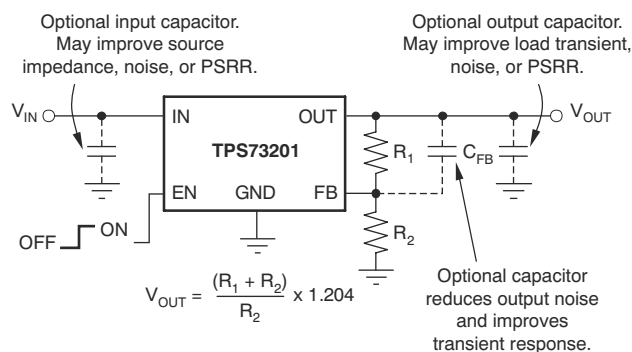 Optional input capacitor.
May improve source
impedance, noise, or PSRR.
Optional output capacitor.
May improve load transient,
noise, or PSRR.
V_IN
IN
OUT
V_OUT
TPS73201
R_1
C_FB
EN
GND
FB
OFF
ON
R_2
V_OUT = (R_1 + R_2) / R_2 x 1.204
Optional capacitor
reduces output noise
and improves
transient response.